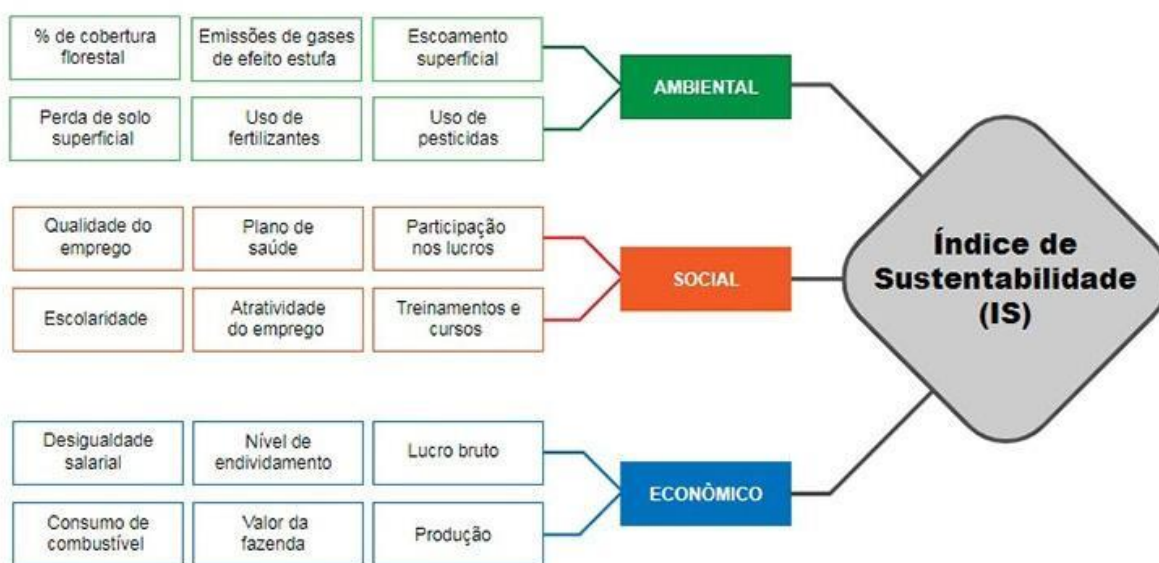 % de cobertura
florestal
Emissões de gases
de efeito estufa
Escoamento
superficial
Perda de solo
superficial
Uso de
fertilizantes
Uso de
pesticidas
AMBIENTAL
Qualidade do
emprego
Plano de
saúde
Participação
nos lucros
Escolaridade
Atratividade
do emprego
Treinamentos e
cursos
SOCIAL
Desigualdade
salarial
Nível de
endividamento
Lucro bruto
Consumo de
combustível
Valor da
fazenda
Produção
ECONÔMICO
Índice de
Sustentabilidade
(IS)